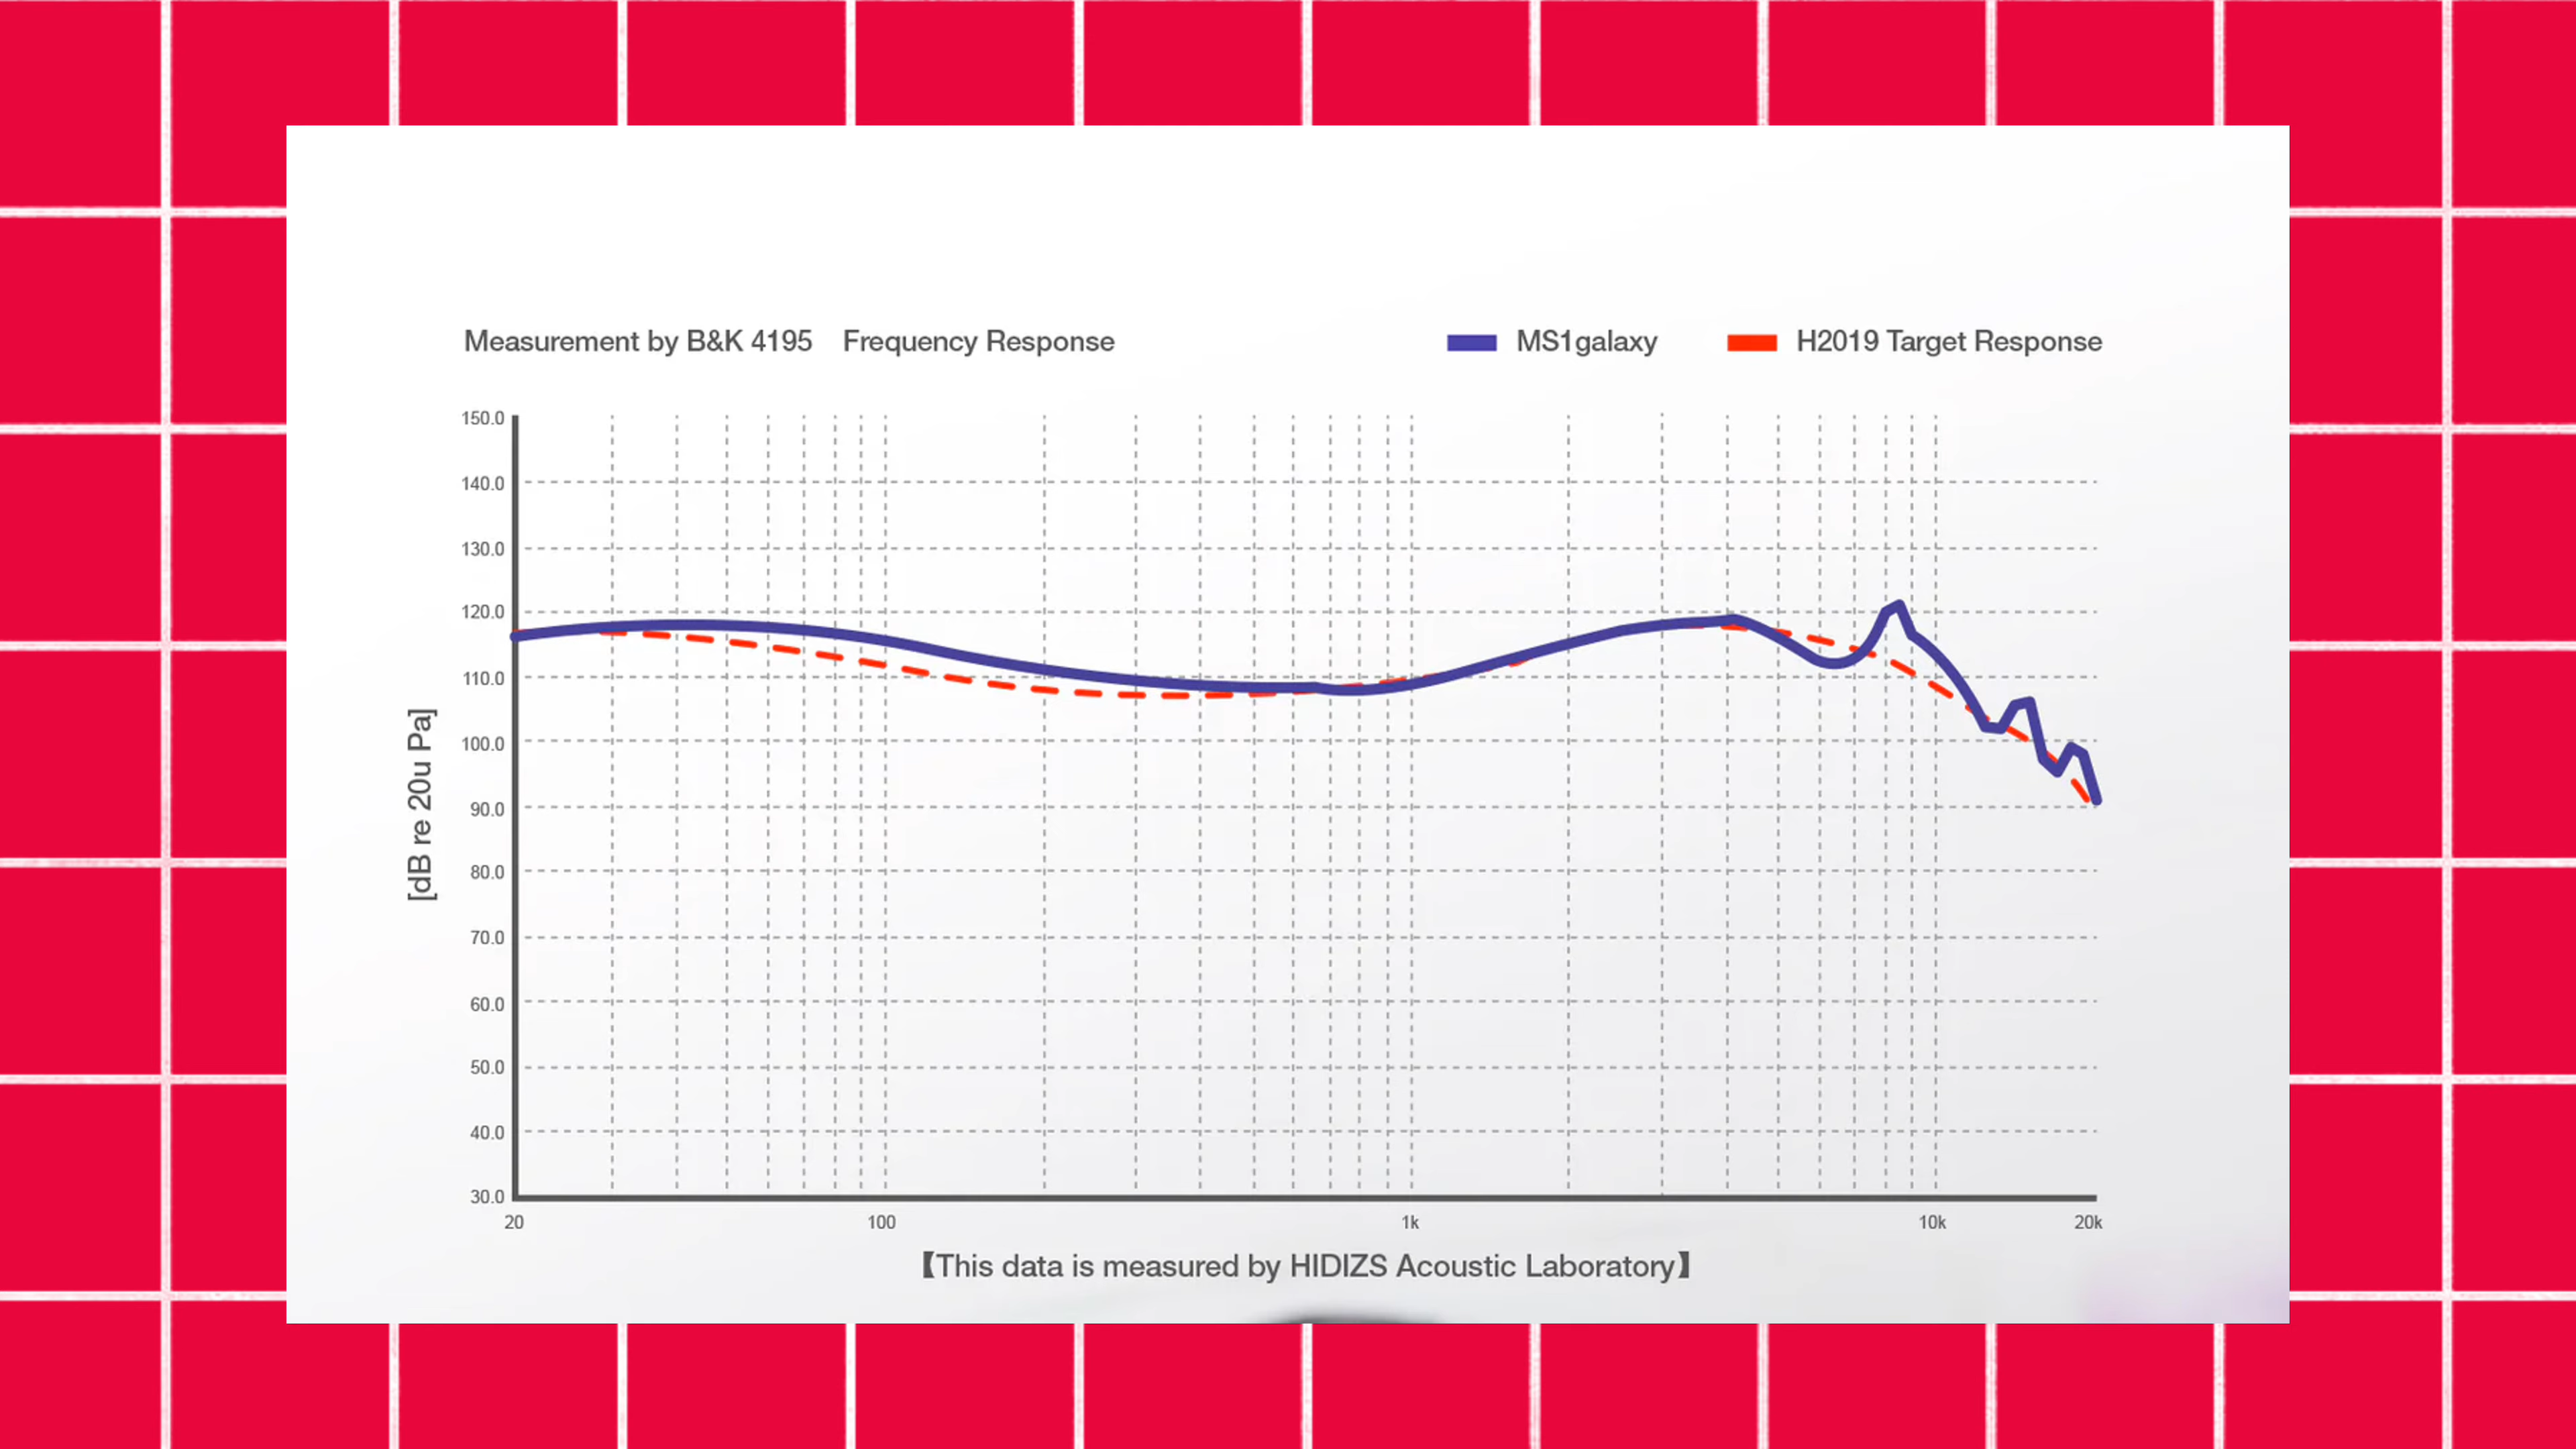 Measurement by B&K 4195 Frequency Response
MS1galaxy
H2019 Target Response
[dB re 20u Pa]
150.0
140.0
130.0
120.0
110.0
100.0
90.0
80.0
70.0
60.0
50.0
40.0
30.0
20 100 1k 10k 20k
【This data is measured by HIDIZS Acoustic Laboratory】